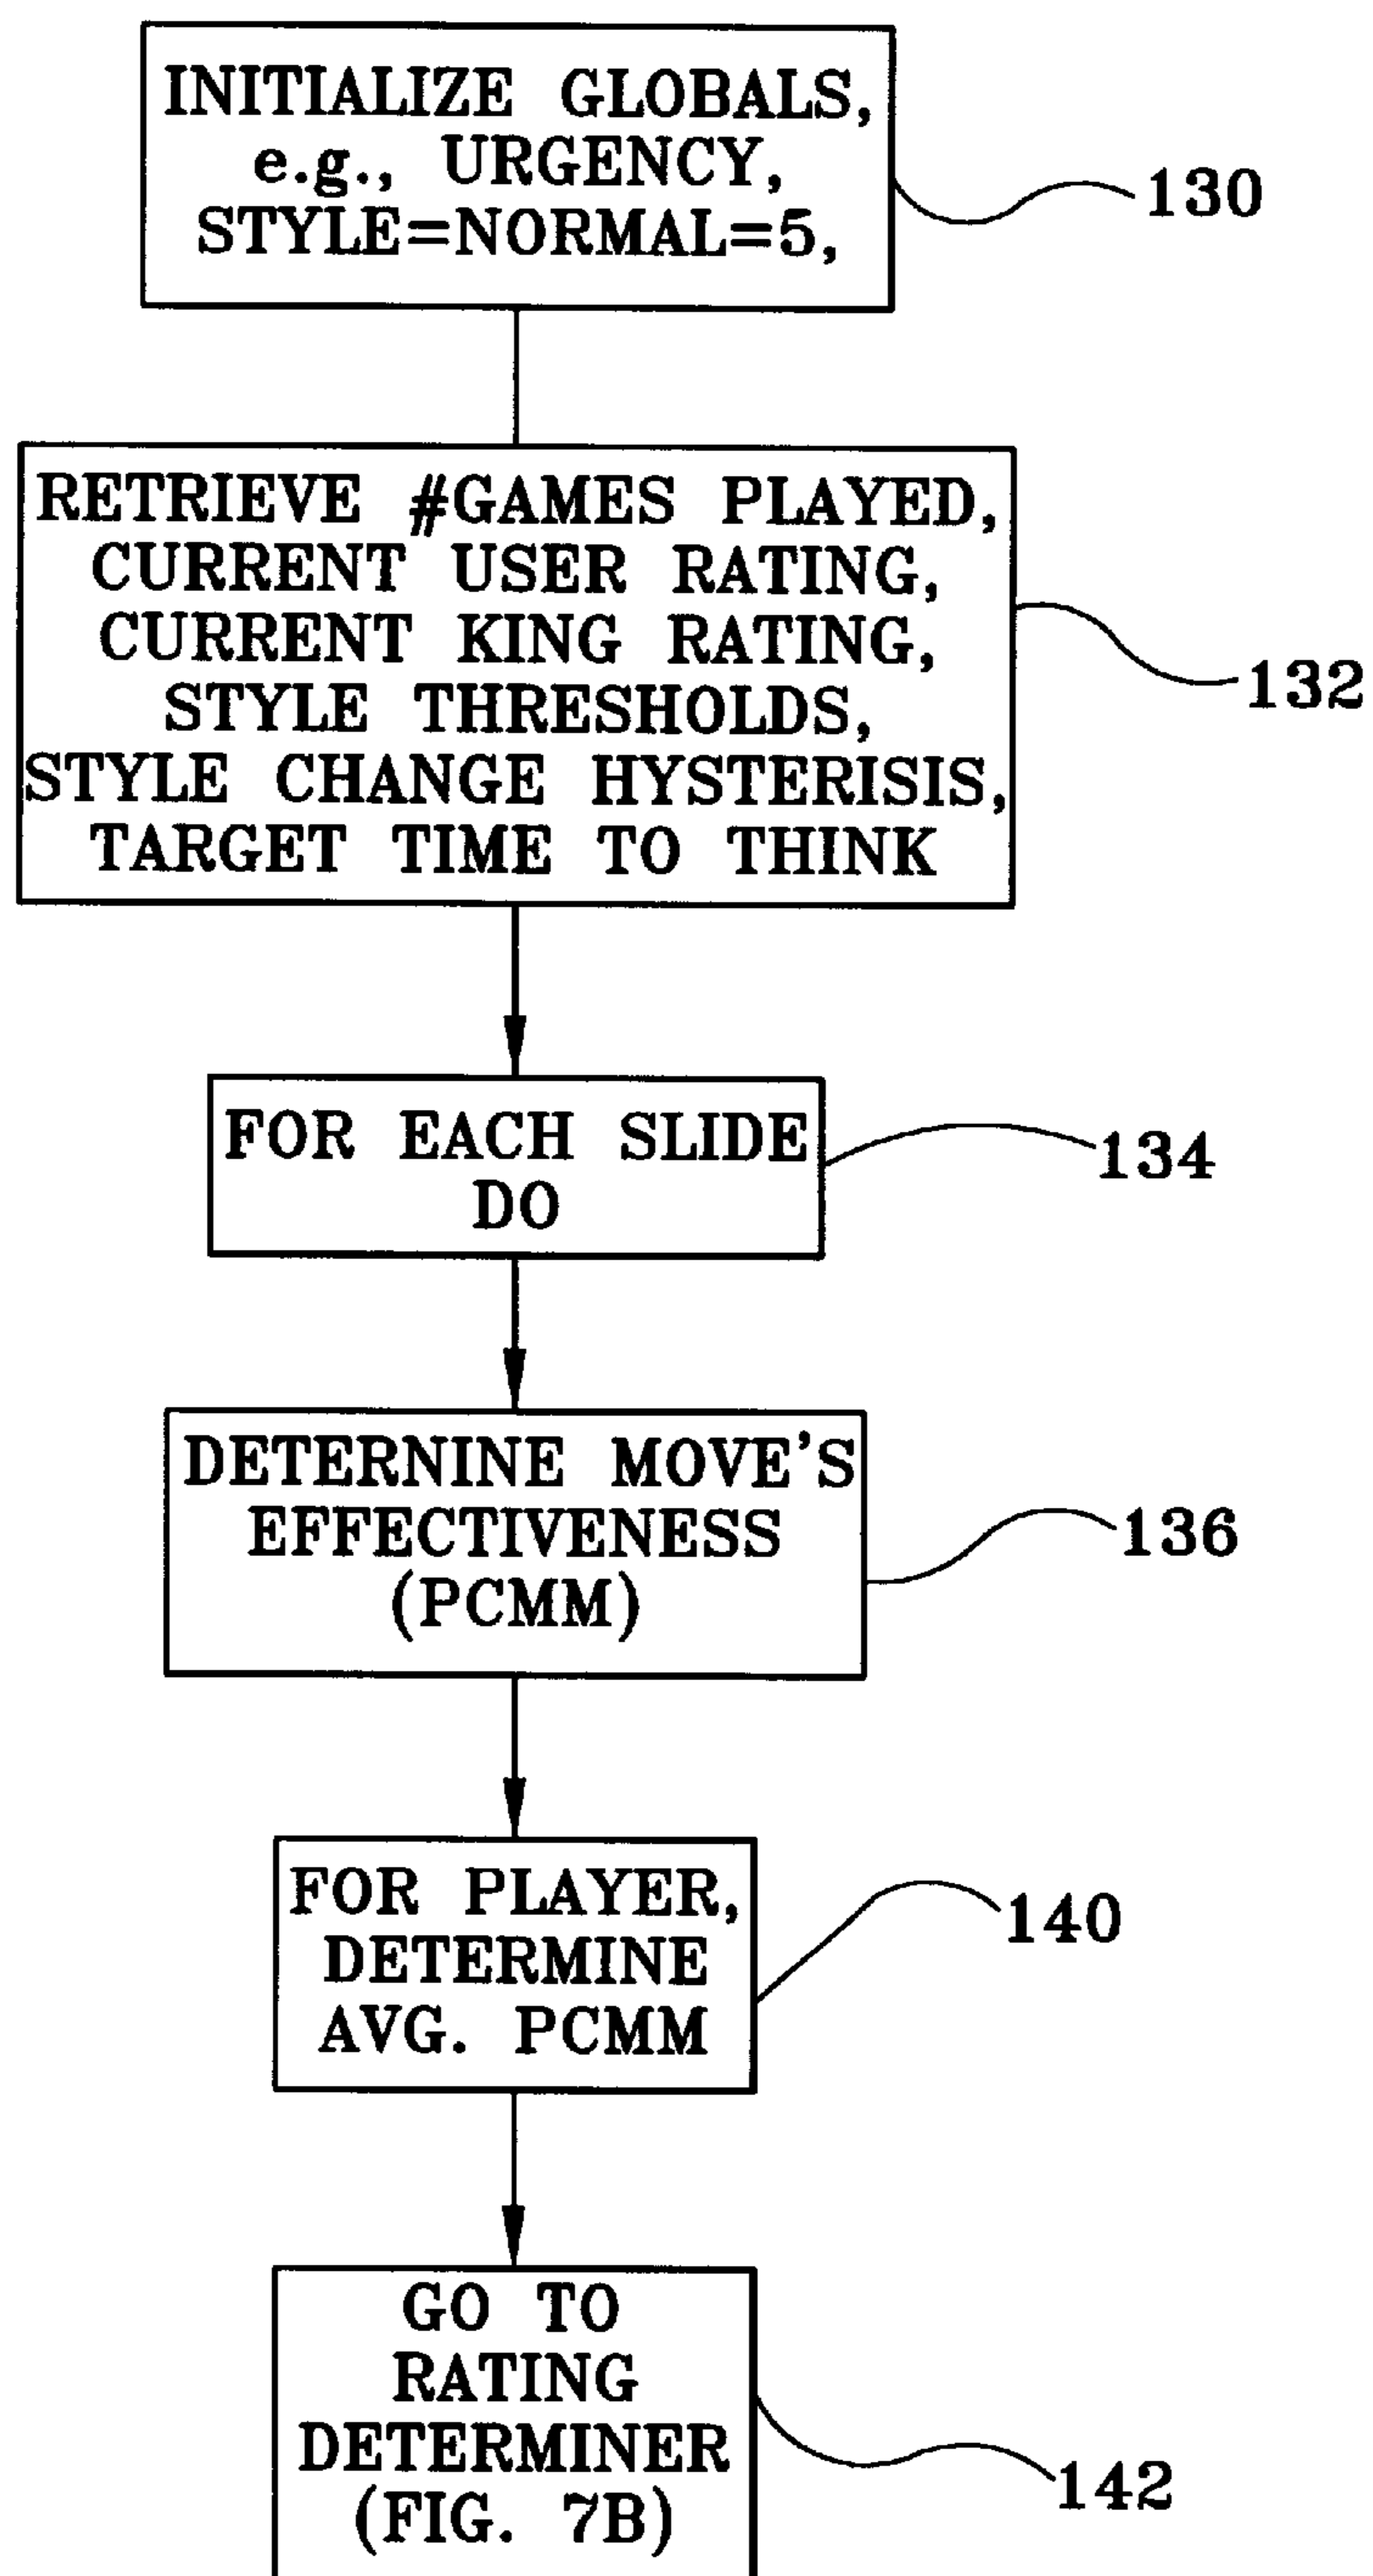 INITIALIZE GLOBALS,
e.g., URGENCY,
STYLE=NORMAL=5,
130
RETRIEVE #GAMES PLAYED,
CURRENT USER RATING,
CURRENT KING RATING,
STYLE THRESHOLDS,
STYLE CHANGE HYSTERISIS,
TARGET TIME TO THINK
132
FOR EACH SLIDE
DO
134
DETERNINE MOVE'S
EFFECTIVENESS
(PCMM)
136
FOR PLAYER,
DETERMINE
AVG. PCMM
140
GO TO
RATING
DETERMINER
(FIG. 7B)
142